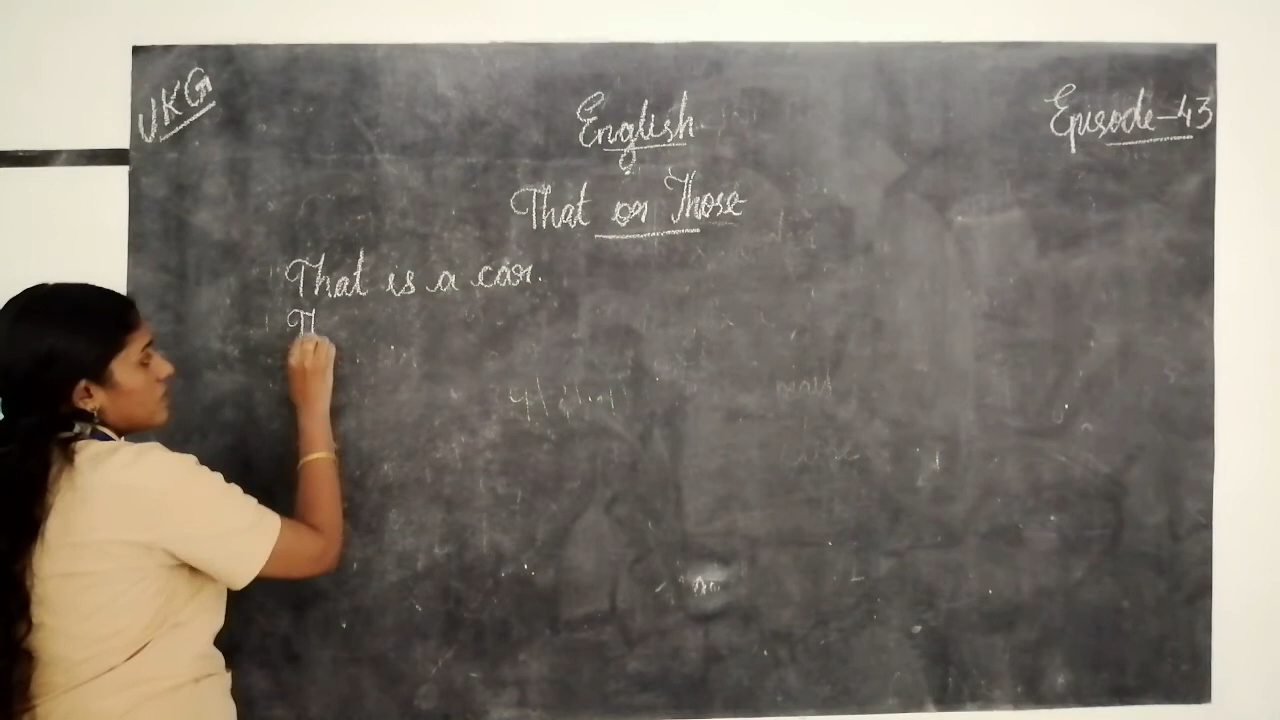 UKG
English
Episode-43
That or Those
That is a car.
Th